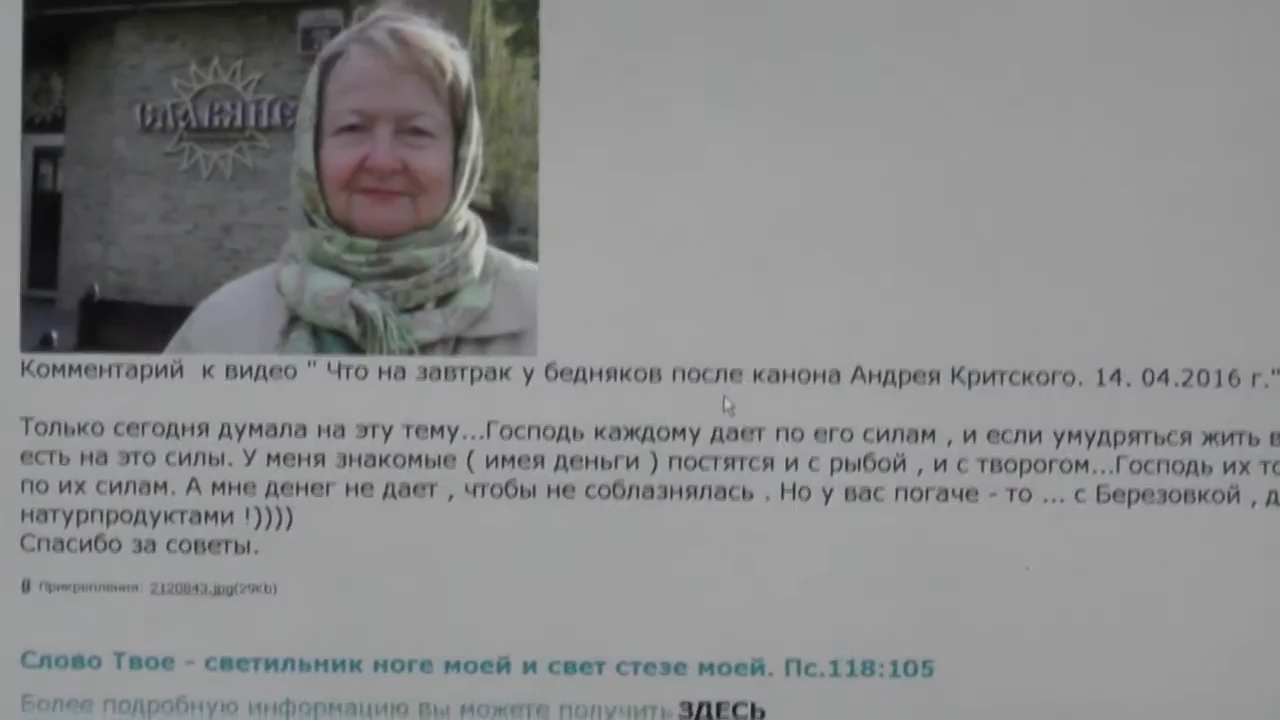 СЛАВЯНЕ
Комментарий к видео " Что на завтрак у бедняков после канона Андрея Критского. 14. 04.2016 г."
Только сегодня думала на эту тему...Господь каждому дает по его силам , и если умудряться жить
есть на это силы. У меня знакомые ( имея деньги ) постятся и с рыбой , и с творогом...Господь их
по их силам. А мне денег не дает , чтобы не соблазнялась . Но у вас погаче - то ... с Березовкой ,
натурпродуктами !))))
Спасибо за советы.
Прикрепления: 2120843.jpg(29Kb)
Слово Твое - светильник ноге моей и свет стезе моей. Пс.118:105
Более подробную информацию вы можете получить ЗДЕСЬ